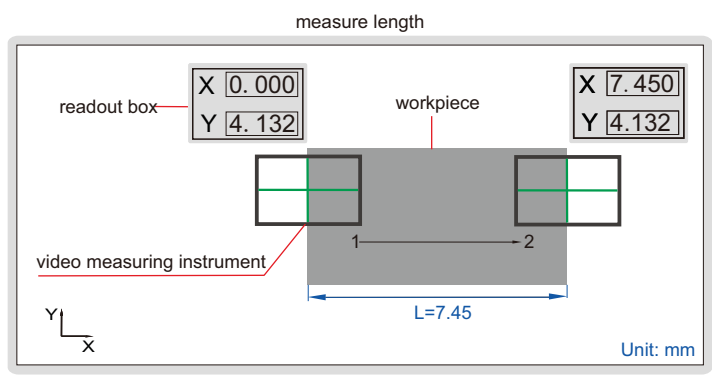 measure length
X 0.000
Y 4.132
X 7.450
Y 4.132
readout box
workpiece
1
2
video measuring instrument
L=7.45
Y
X
Unit: mm